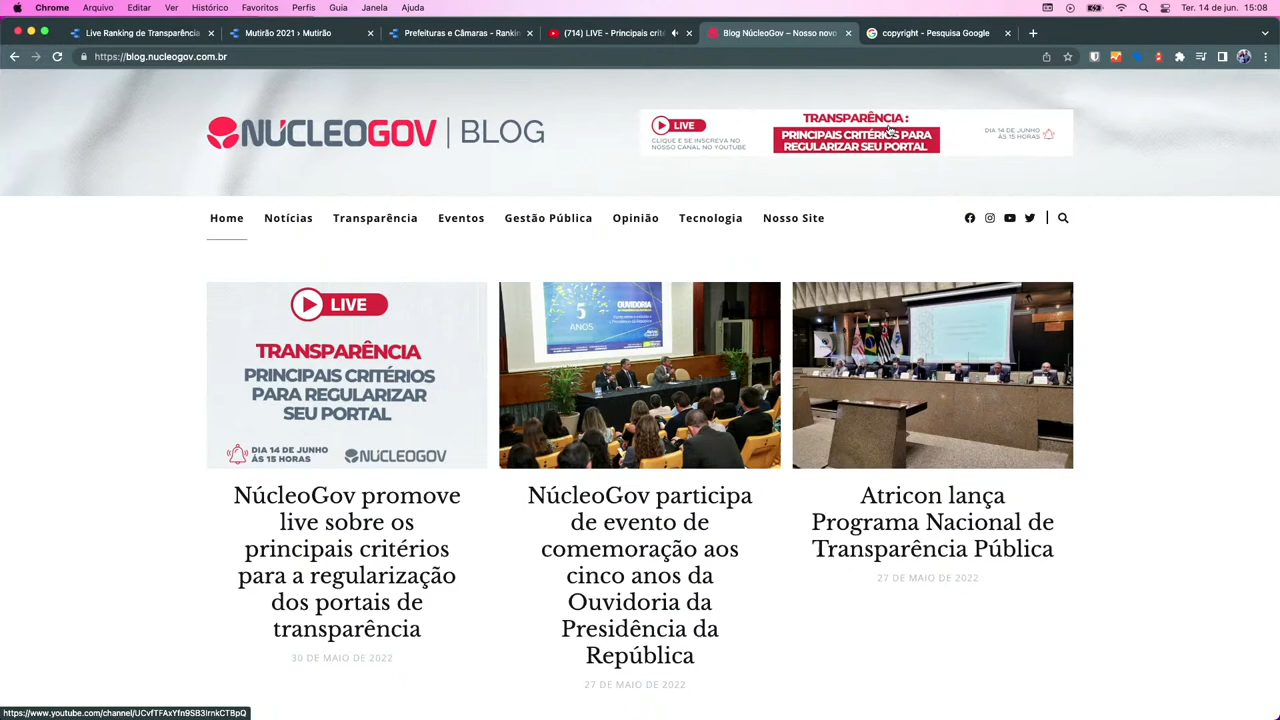 Chrome Arquivo Editar Ver Histórico Favoritos Perfis Guia Janela Ajuda
Ter. 14 de jun. 15:08
Live Ranking de Transparência
Mutirão 2021 › Mutirão
Prefeituras e Câmaras - Rankin
(714) LIVE - Principais crité
Blog NúcleoGov – Nosso novo
copyright - Pesquisa Google
https://blog.nucleogov.com.br
NÚCLEOGOV | BLOG
LIVE
CLIQUE E SE INSCREVA NO
NOSSO CANAL NO YOUTUBE
TRANSPARÊNCIA :
PRINCIPAIS CRITÉRIOS PARA
REGULARIZAR SEU PORTAL
DIA 14 DE JUNHO
ÀS 15 HORAS
Home Notícias Transparência Eventos Gestão Pública Opinião Tecnologia Nosso Site
LIVE
TRANSPARÊNCIA
PRINCIPAIS CRITÉRIOS
PARA REGULARIZAR
SEU PORTAL
DIA 14 DE JUNHO
ÀS 15 HORAS
NÚCLEOGOV
5
ANOS
OUVIDORIA
NúcleoGov promove
live sobre os
principais critérios
para a regularização
dos portais de
transparência
30 DE MAIO DE 2022
NúcleoGov participa
de evento de
comemoração aos
cinco anos da
Ouvidoria da
Presidência da
República
27 DE MAIO DE 2022
Atricon lança
Programa Nacional de
Transparência Pública
27 DE MAIO DE 2022
https://www.youtube.com/channel/UCvfTFAxYfn9SB3IrnkCTBpQ